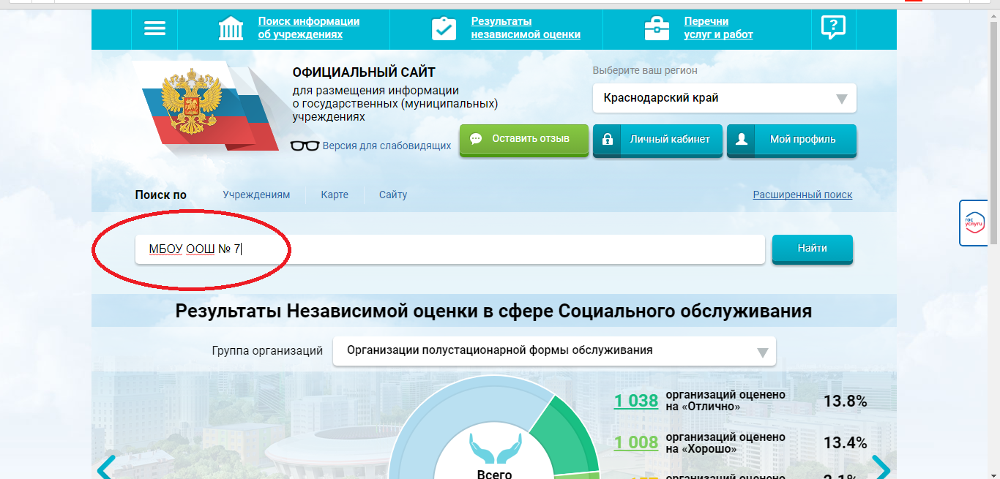 Поиск информации
об учреждениях
Результаты
независимой оценки
Перечни
услуг и работ
?
ОФИЦИАЛЬНЫЙ САЙТ
для размещения информации
о государственных (муниципальных)
учреждениях
Версия для слабовидящих
Выберите ваш регион
Краснодарский край
Оставить отзыв
Личный кабинет
Мой профиль
Поиск по
Учреждениям
Карте
Сайту
Расширенный поиск
гос
услуги
МБОУ ООШ № 7
Найти
Результаты Независимой оценки в сфере Социального обслуживания
Группа организаций
Организации полустационарной формы обслуживания
1 038
организаций оценено
на «Отлично»
13.8%
1 008
организаций оценено
на «Хорошо»
13.4%
Всего
организаций оценено